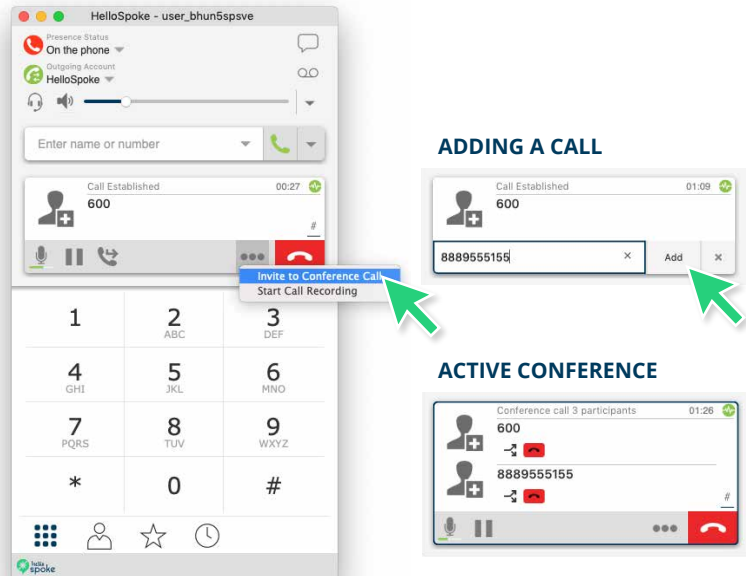 HelloSpoke - user_bhun5spsve
Presence Status
On the phone
Outgoing Account
HelloSpoke
Enter name or number
Call Established 00:27
600
#
Invite to Conference Call
Start Call Recording
1 2 3
ABC DEF
4 5 6
GHI JKL MNO
7 8 9
PQRS TUV WXYZ
* 0 #
hello
spoke
ADDING A CALL
Call Established 01:09
600
8889555155 × Add ×
ACTIVE CONFERENCE
Conference call 3 participants 01:26
600
8889555155
#